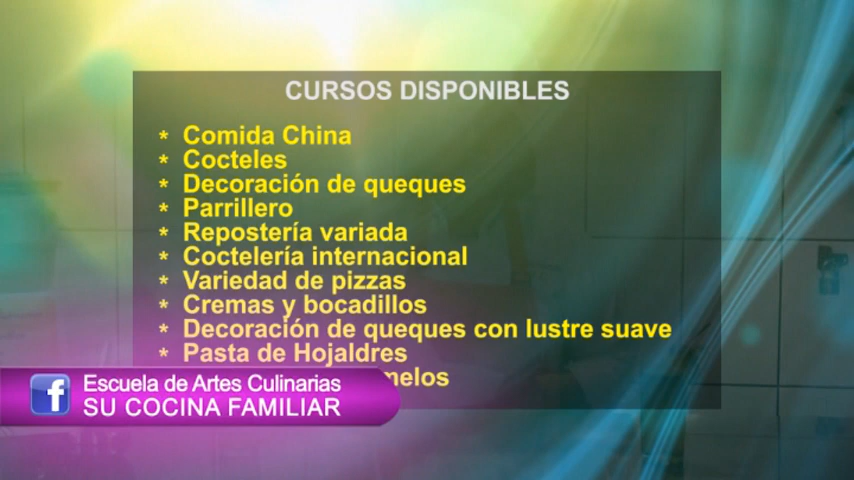 CURSOS DISPONIBLES
* Comida China
* Cocteles
* Decoración de queques
* Parrillero
* Repostería variada
* Coctelería internacional
* Variedad de pizzas
* Cremas y bocadillos
* Decoración de queques con lustre suave
* Pasta de Hojaldres
f Escuela de Artes Culinarias
SU COCINA FAMILIAR